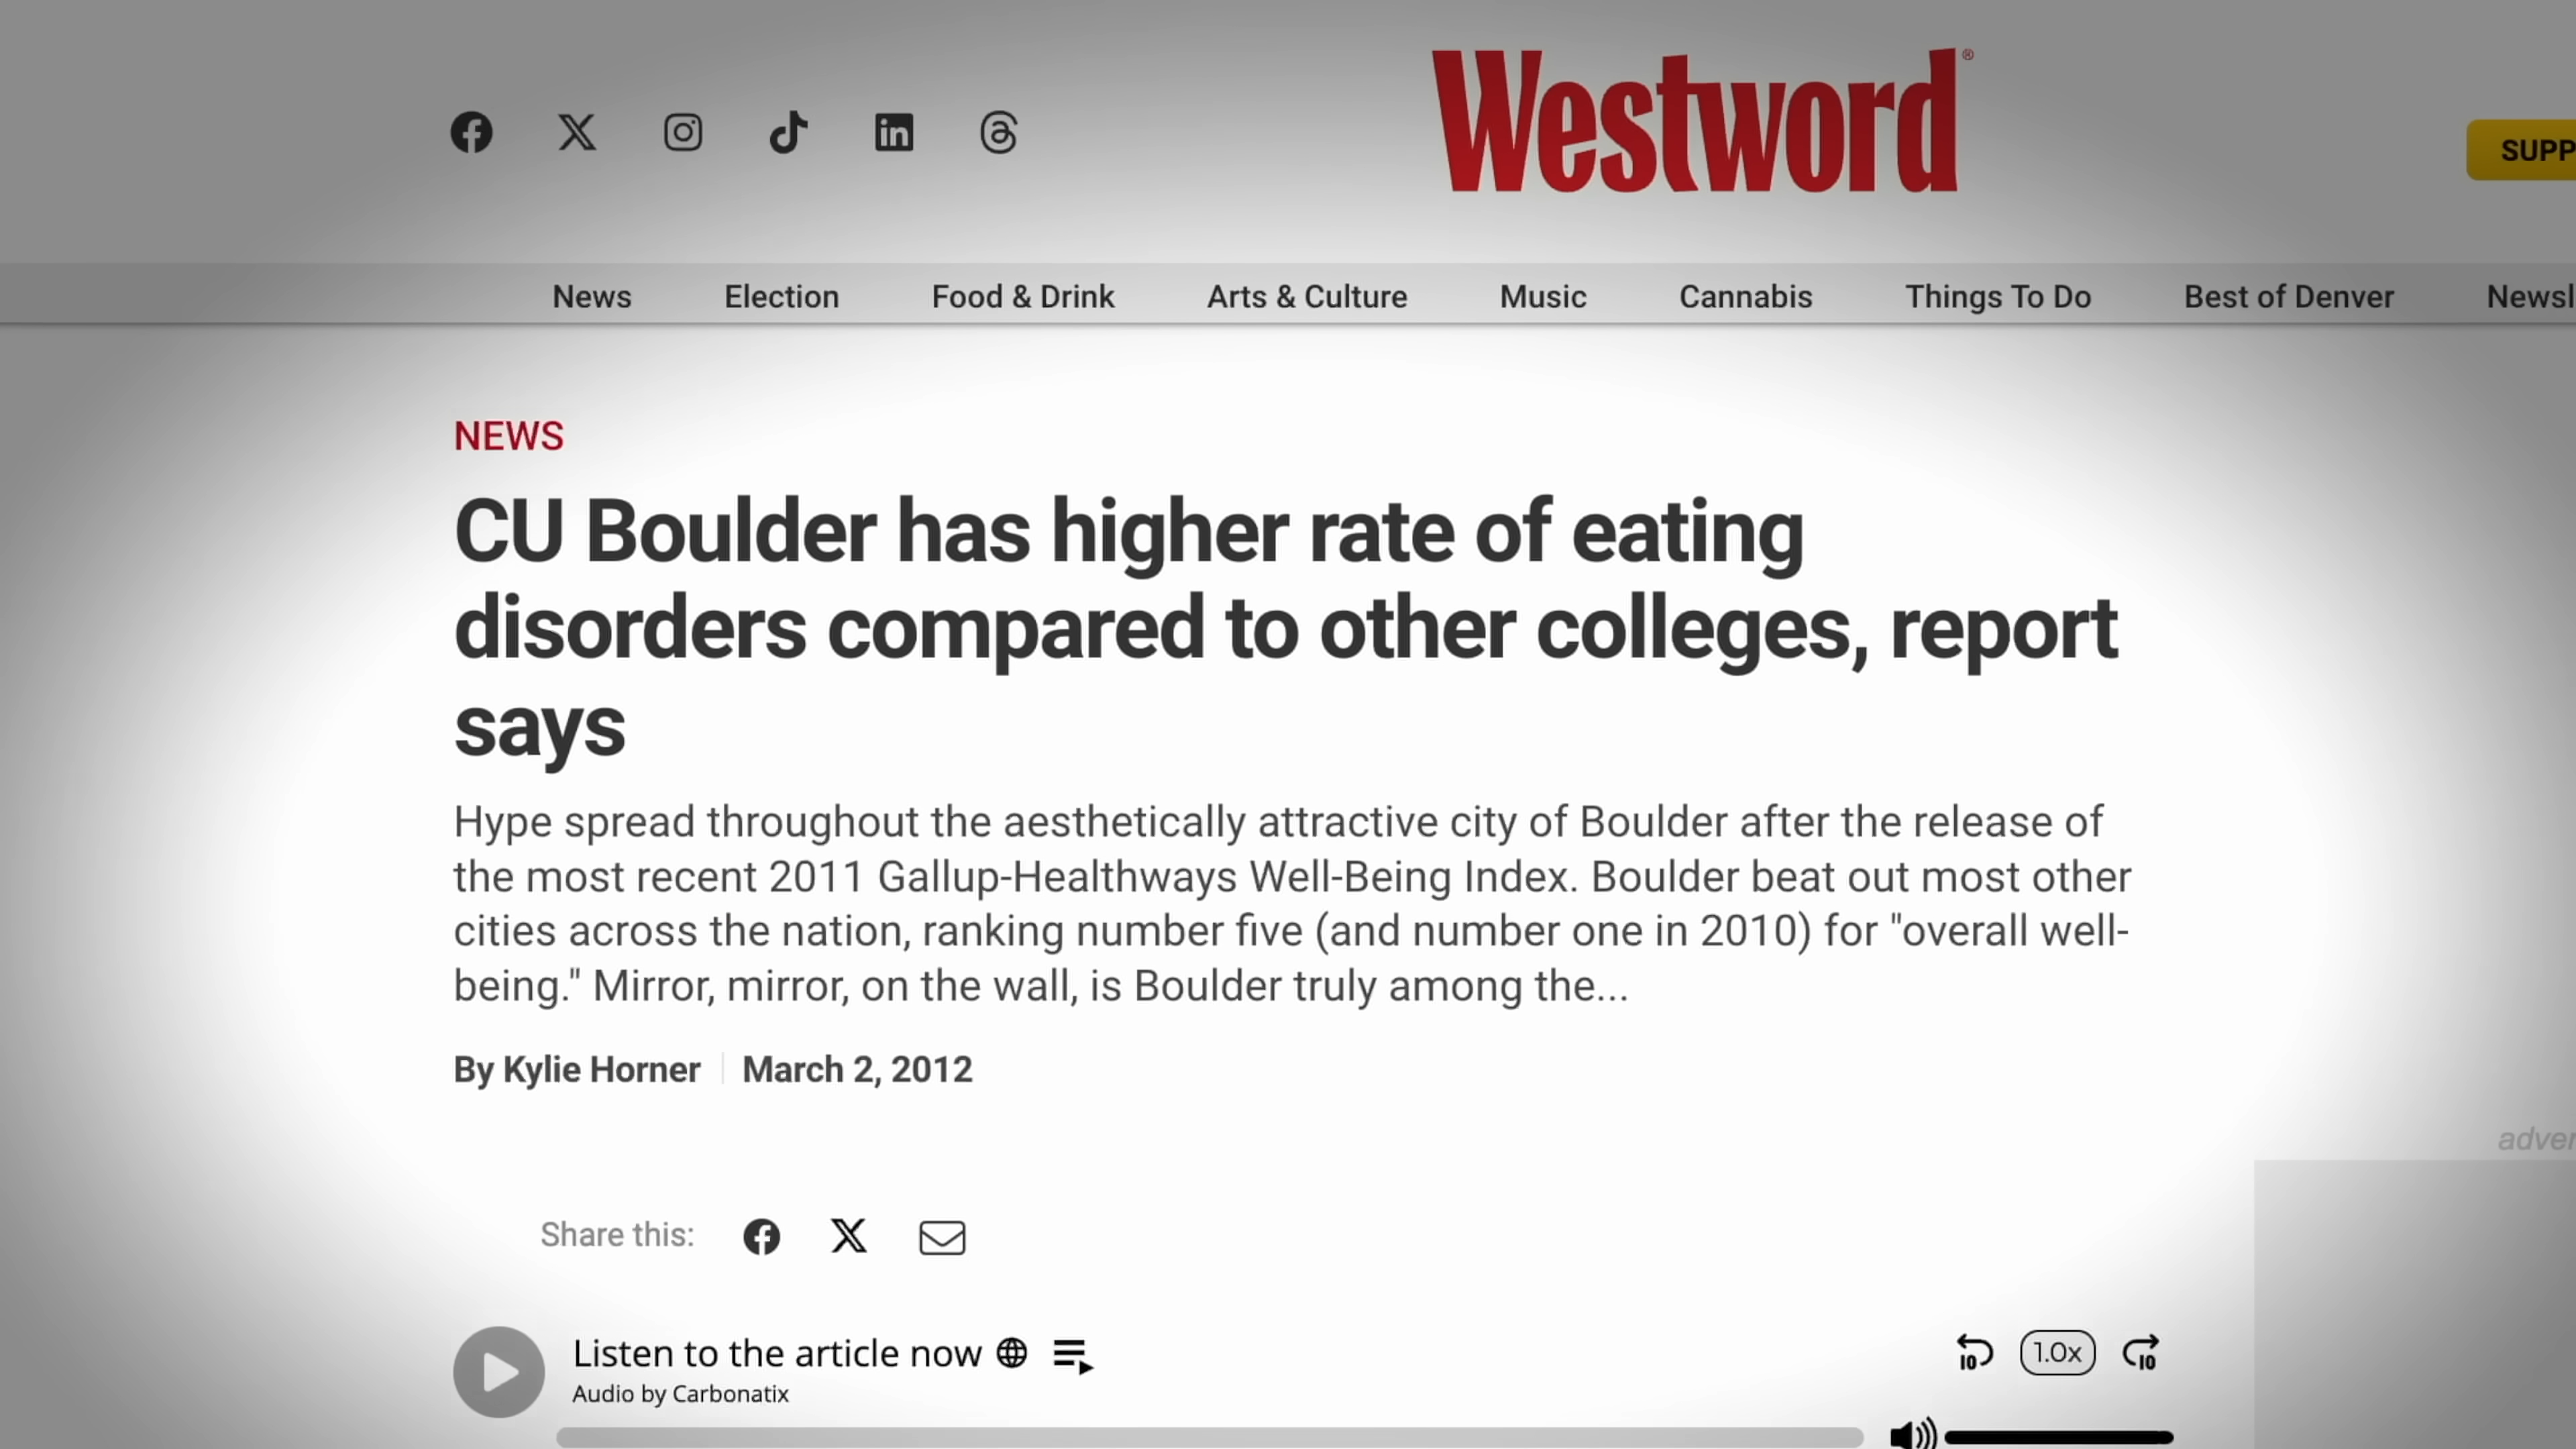 Westword®
SUPP
News Election Food & Drink Arts & Culture Music Cannabis Things To Do Best of Denver Newsl
NEWS
CU Boulder has higher rate of eating
disorders compared to other colleges, report
says
Hype spread throughout the aesthetically attractive city of Boulder after the release of
the most recent 2011 Gallup-Healthways Well-Being Index. Boulder beat out most other
cities across the nation, ranking number five (and number one in 2010) for "overall well-
being." Mirror, mirror, on the wall, is Boulder truly among the...
By Kylie Horner March 2, 2012
adver
Share this:
Listen to the article now
10 1.0x 10
Audio by Carbonatix